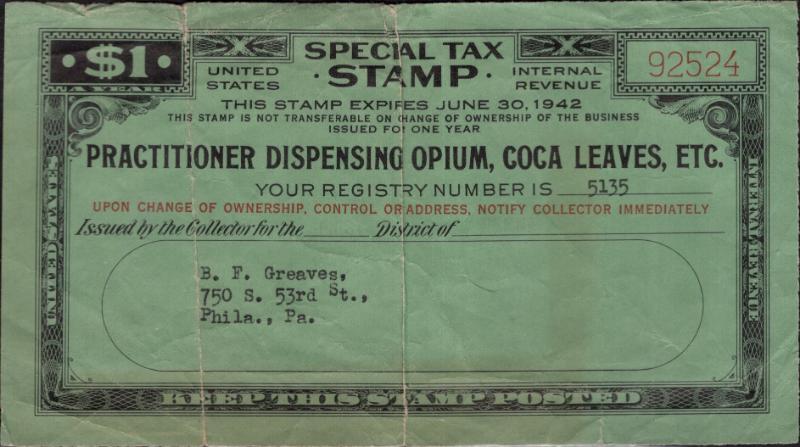 $1 A YEAR
SPECIAL TAX STAMP
UNITED STATES
INTERNAL REVENUE
92524
THIS STAMP EXPIRES JUNE 30, 1942
THIS STAMP IS NOT TRANSFERABLE ON CHANGE OF OWNERSHIP OF THE BUSINESS
ISSUED FOR ONE YEAR
PRACTITIONER DISPENSING OPIUM, COCA LEAVES, ETC.
YOUR REGISTRY NUMBER IS 5135
UPON CHANGE OF OWNERSHIP, CONTROL OR ADDRESS, NOTIFY COLLECTOR IMMEDIATELY
Issued by the Collector for the District of
UNITED STATES
INTERNAL REVENUE
B. F. Greaves,
750 S. 53rd St.,
Phila., Pa.
KEEP THIS STAMP POSTED